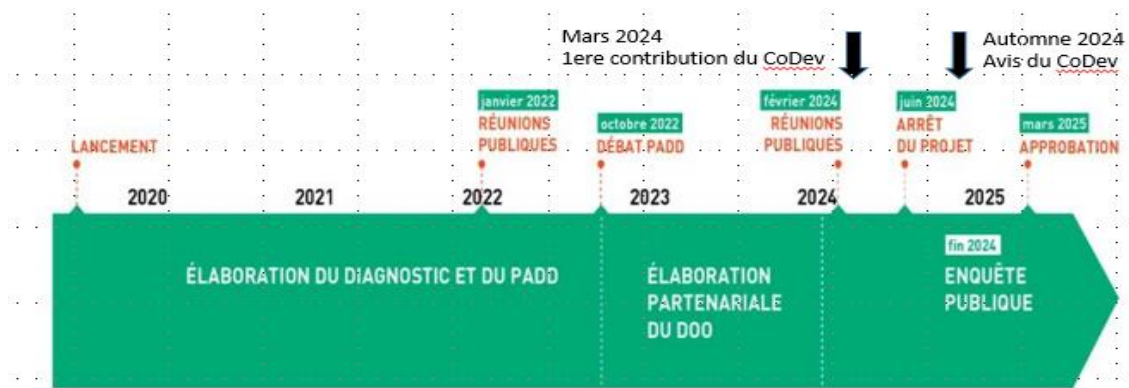 Mars 2024
1ere contribution du CoDev
Automne 2024
Avis du CoDev
LANCEMENT
janvier 2022
RÉUNIONS
PUBLIQUES
octobre 2022
DÉBAT PADD
février 2024
RÉUNIONS
PUBLIQUES
juin 2024
ARRÊT
DU PROJET
mars 2025
APPROBATION
2020
2021
2022
2023
2024
2025
ÉLABORATION DU DIAGNOSTIC ET DU PADD
ÉLABORATION
PARTENARIALE
DU DOO
fin 2024
ENQUÊTE
PUBLIQUE